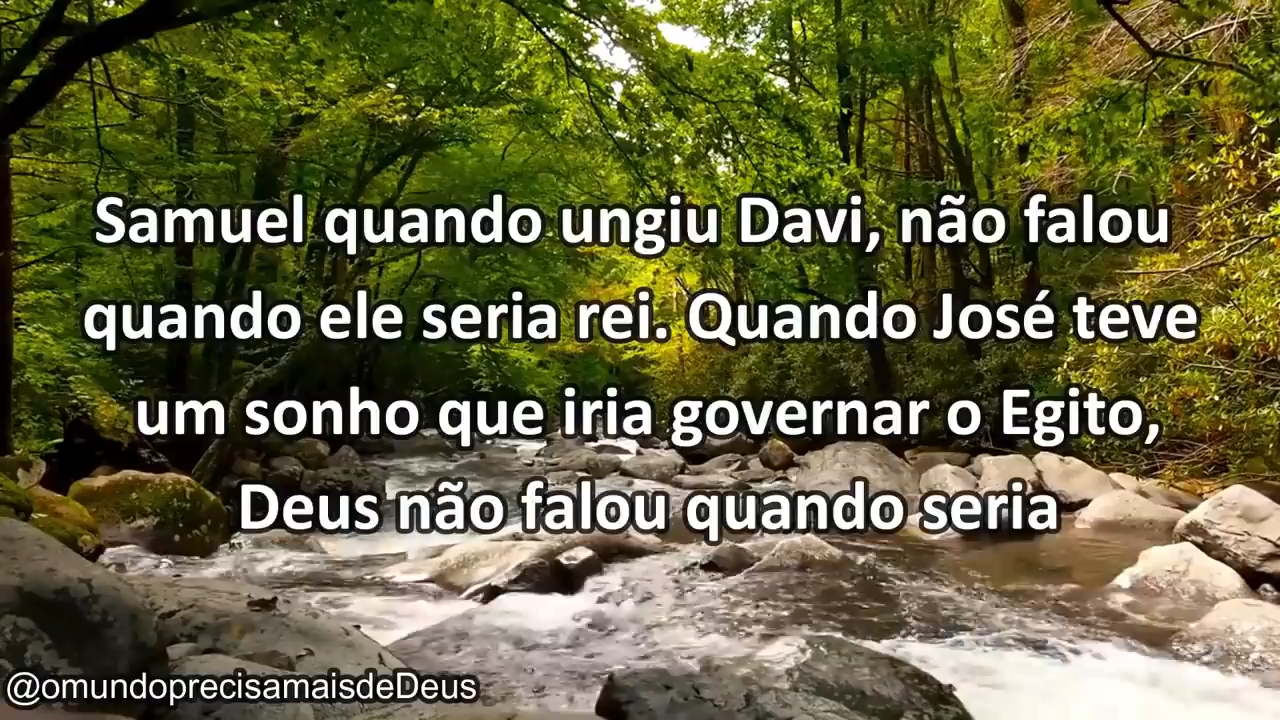 Samuel quando ungiu Davi, não falou
quando ele seria rei. Quando José teve
um sonho que iria governar o Egito,
Deus não falou quando seria
@omundoprecisamaisdeDeus